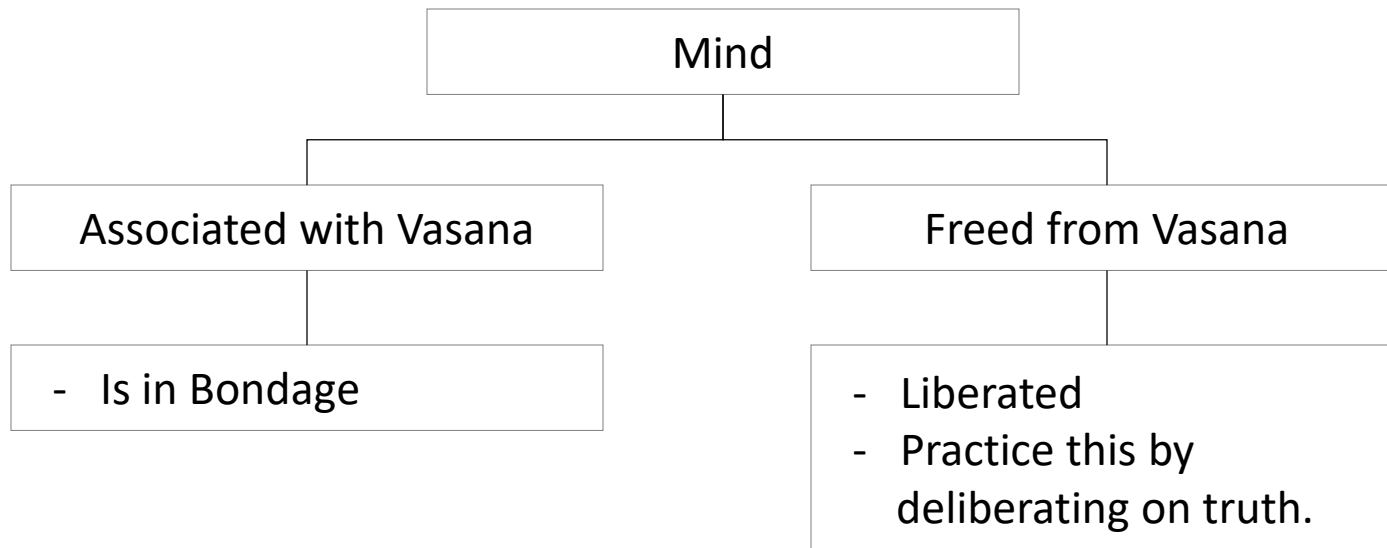 Mind
Associated with Vasana
Freed from Vasana
- Is in Bondage
- Liberated
- Practice this by
deliberating on truth.